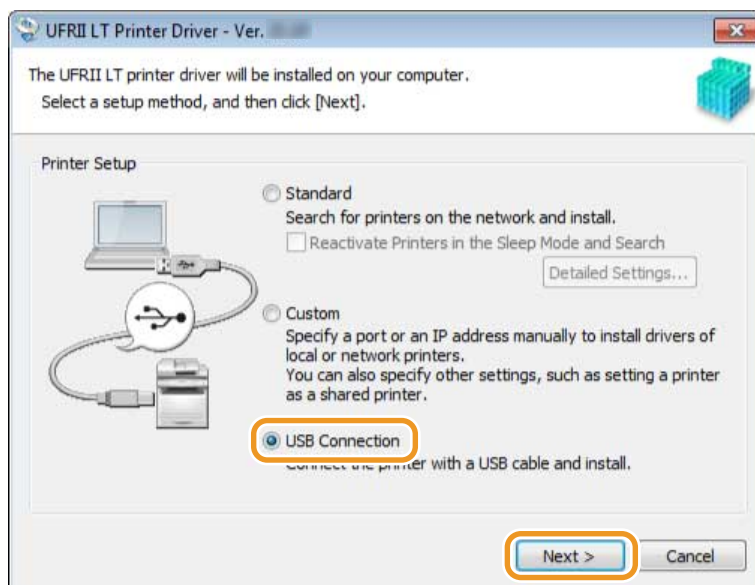 UFRII LT Printer Driver - Ver.
The UFRII LT printer driver will be installed on your computer.
Select a setup method, and then click [Next].
Printer Setup
Standard
Search for printers on the network and install.
Reactivate Printers in the Sleep Mode and Search
Detailed Settings...
Custom
Specify a port or an IP address manually to install drivers of
local or network printers.
You can also specify other settings, such as setting a printer
as a shared printer.
USB Connection
Connect the printer with a USB cable and install.
Next >
Cancel